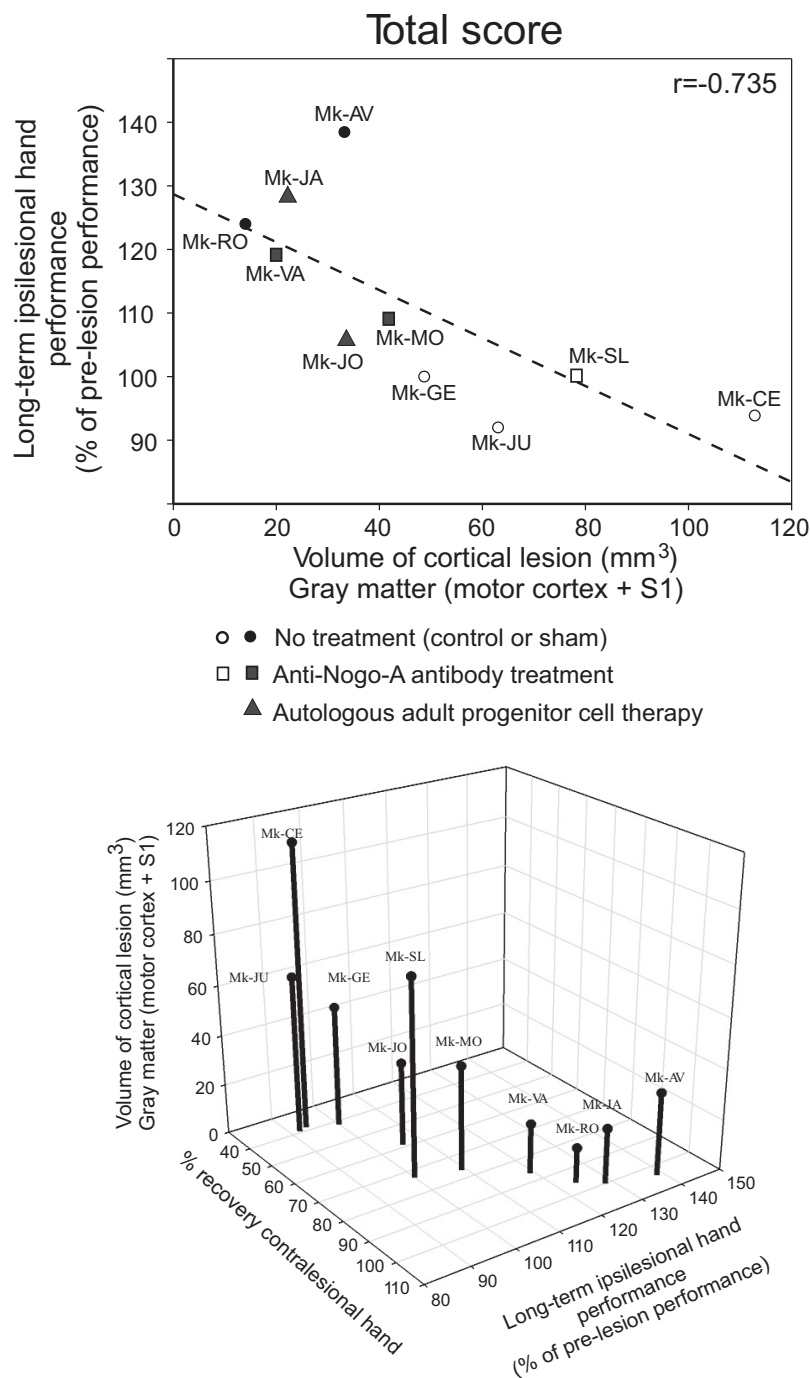 Total score
r=-0.735
Long-term ipsilesional hand
performance
(% of pre-lesion performance)
140
130
120
110
100
90
Mk-AV
Mk-JA
Mk-RO
Mk-VA
Mk-MO
Mk-JO
Mk-GE
Mk-SL
Mk-JU
Mk-CE
0 20 40 60 80 100 120
Volume of cortical lesion (mm³)
Gray matter (motor cortex + S1)
No treatment (control or sham)
Anti-Nogo-A antibody treatment
Autologous adult progenitor cell therapy
Volume of cortical lesion (mm³)
Gray matter (motor cortex + S1)
120
100
80
60
40
20
0
Mk-CE
Mk-JU
Mk-GE
Mk-SL
Mk-JO
Mk-MO
Mk-VA
Mk-RO
Mk-JA
Mk-AV
40
50
60
70
80
90
100
110
% recovery contralesional hand
80
90
100
110
120
130
140
150
Long-term ipsilesional hand
performance
(% of pre-lesion performance)